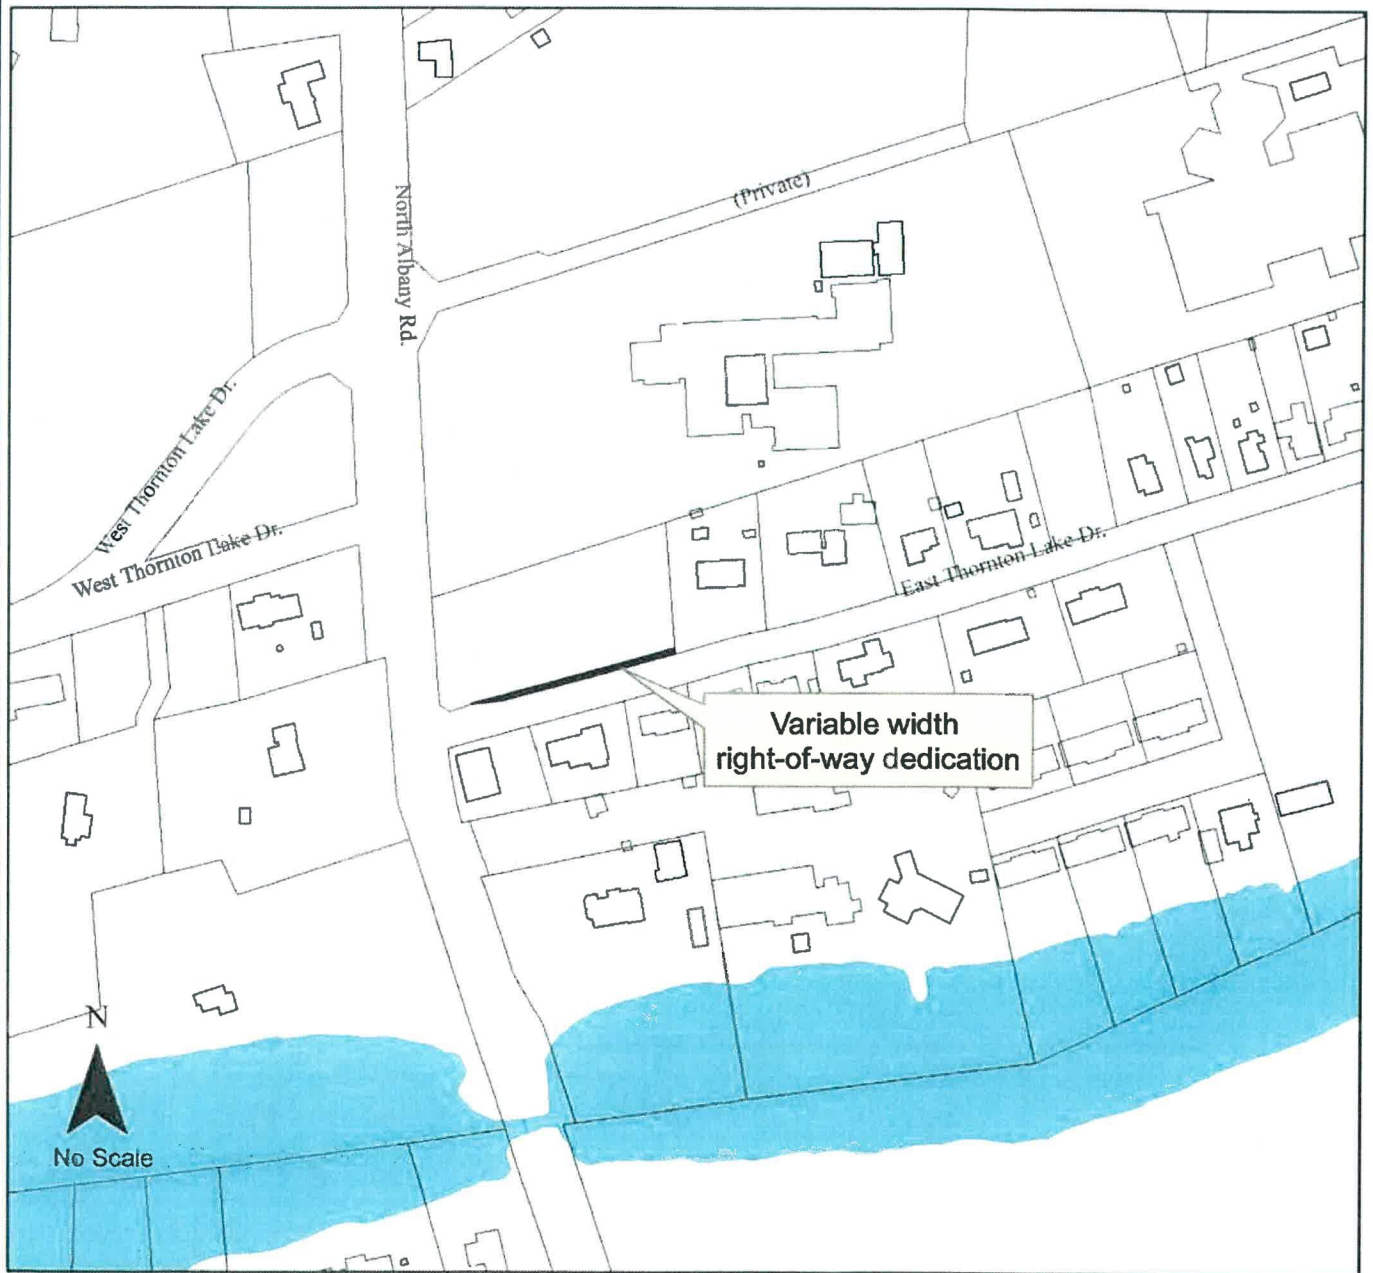 (Private)
North Albany Rd.
West Thornton Lake Dr.
West Thornton Lake Dr.
East Thornton Lake Dr.
Variable width
right-of-way dedication
N
No Scale